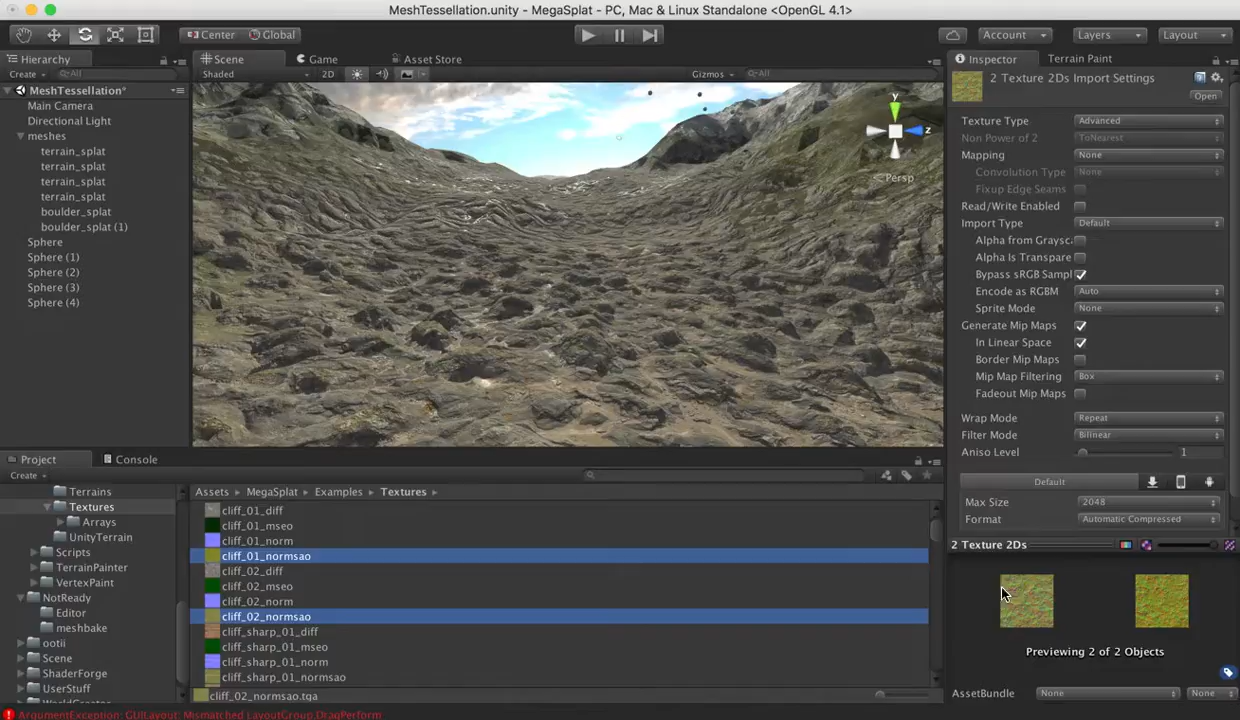 MeshTessellation.unity - MegaSplat - PC, Mac & Linux Standalone <OpenGL 4.1>
Center Global Account Layers Layout
Hierarchy
Create All
MeshTessellation*
Main Camera
Directional Light
meshes
terrain_splat
terrain_splat
terrain_splat
terrain_splat
boulder_splat
boulder_splat (1)
Sphere
Sphere (1)
Sphere (2)
Sphere (3)
Sphere (4)
Scene Game Asset Store
Shaded 2D Gizmos All
y
z
Persp
Inspector Terrain Paint
2 Texture 2Ds Import Settings
Open
Texture Type Advanced
Non Power of 2 ToNearest
Mapping None
Convolution Type None
Fixup Edge Seams
Read/Write Enabled
Import Type Default
Alpha from Graysca
Alpha Is Transpare
Bypass sRGB Sampl
Encode as RGBM Auto
Sprite Mode None
Generate Mip Maps
In Linear Space
Border Mip Maps
Mip Map Filtering Box
Fadeout Mip Maps
Wrap Mode Repeat
Filter Mode Bilinear
Aniso Level 1
Default
Max Size 2048
Format Automatic Compressed
2 Texture 2Ds
Previewing 2 of 2 Objects
AssetBundle None None
Project Console
Create
Terrains
Textures
Arrays
UnityTerrain
Scripts
TerrainPainter
VertexPaint
NotReady
Editor
meshbake
ootii
Scene
ShaderForge
UserStuff
Assets MegaSplat Examples Textures
cliff_01_diff
cliff_01_mseo
cliff_01_norm
cliff_01_normsao
cliff_02_diff
cliff_02_mseo
cliff_02_norm
cliff_02_normsao
cliff_sharp_01_diff
cliff_sharp_01_mseo
cliff_sharp_01_norm
cliff_sharp_01_normsao
cliff_02_normsao.tga
ArgumentException: GUILayout: Mismatched LayoutGroup.DragPerform